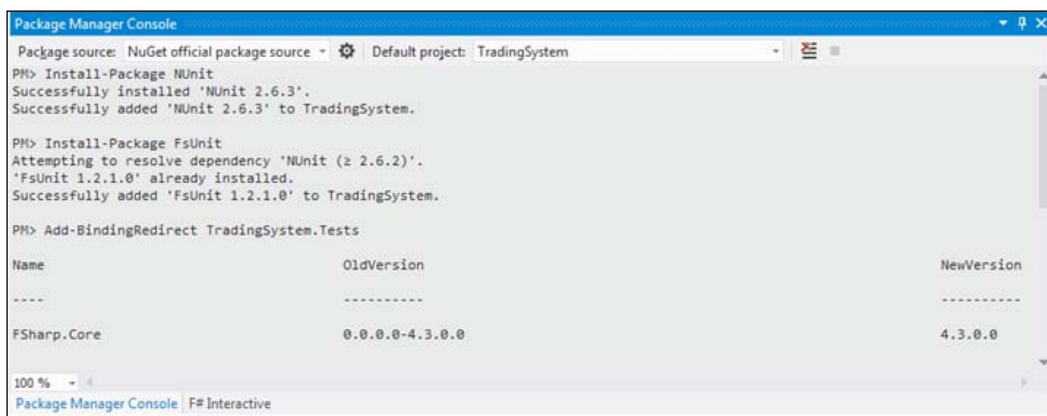 Package Manager Console
Package source: NuGet official package source Default project: TradingSystem
PM> Install-Package NUnit
Successfully installed 'NUnit 2.6.3'.
Successfully added 'NUnit 2.6.3' to TradingSystem.
PM> Install-Package FsUnit
Attempting to resolve dependency 'NUnit (≥ 2.6.2)'.
'FsUnit 1.2.1.0' already installed.
Successfully added 'FsUnit 1.2.1.0' to TradingSystem.
PM> Add-BindingRedirect TradingSystem.Tests
Name OldVersion NewVersion
---- ---------- ----------
FSharp.Core 0.0.0.0-4.3.0.0 4.3.0.0
100 %
Package Manager Console F# Interactive